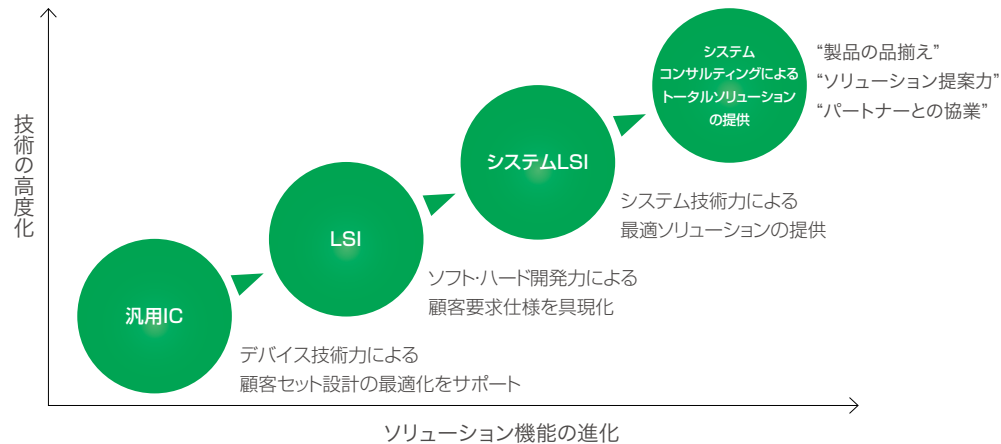 技術の高度化
システム
コンサルティングによる
トータルソリューション
の提供
“製品の品揃え”
“ソリューション提案力”
“パートナーとの協業”
システムLSI
システム技術力による
最適ソリューションの提供
LSI
ソフト・ハード開発力による
顧客要求仕様を具現化
汎用IC
デバイス技術力による
顧客セット設計の最適化をサポート
ソリューション機能の進化